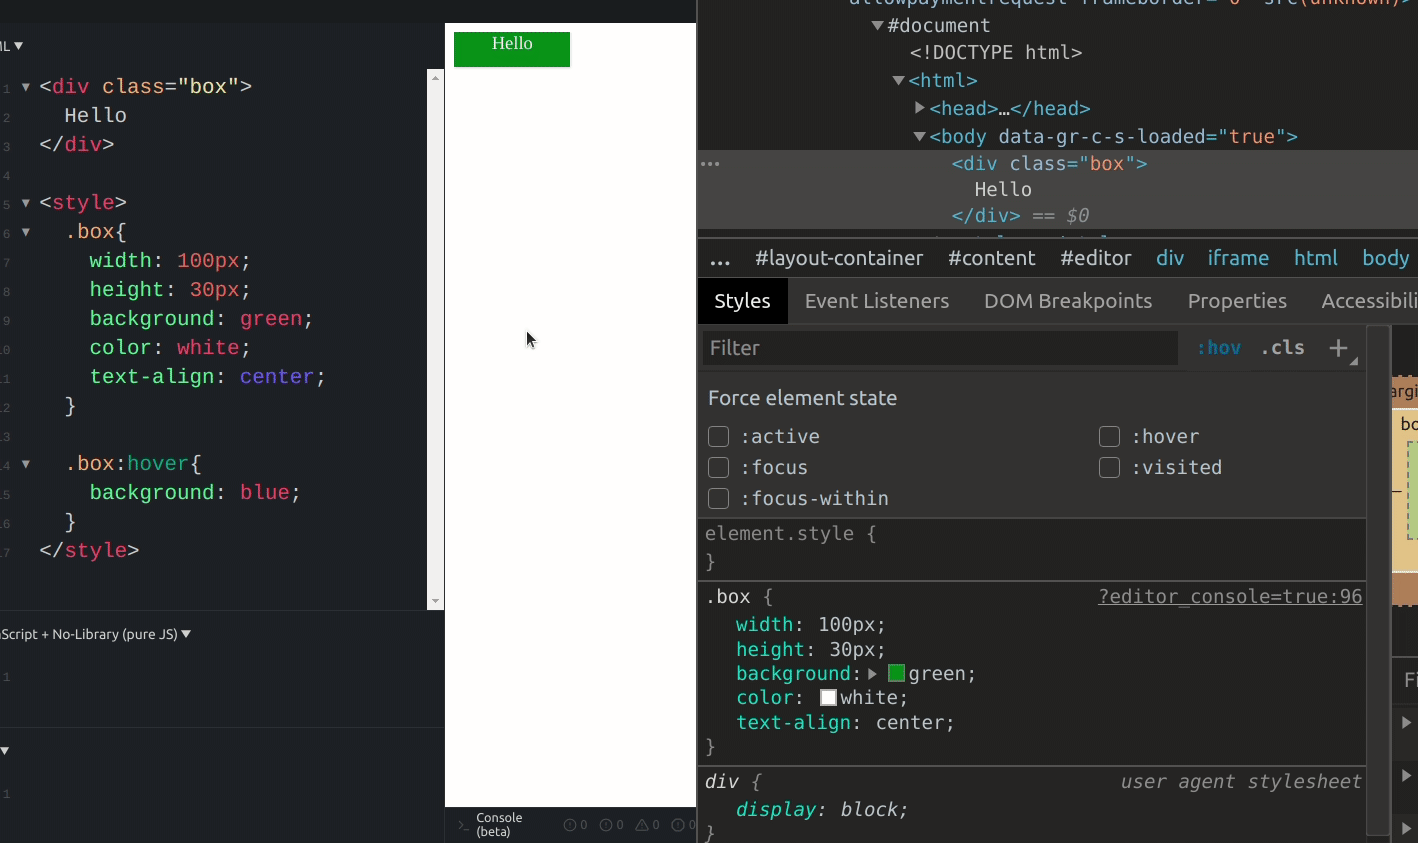 ML ▼
1 ▼ <div class="box">
2 Hello
3 </div>
4
5 ▼ <style>
6 ▼ .box{
7 width: 100px;
8 height: 30px;
9 background: green;
10 color: white;
11 text-align: center;
12 }
13
14 ▼ .box:hover{
15 background: blue;
16 }
17 </style>
aScript + No-Library (pure JS) ▼
1
▼
1
Hello
Console
(beta)
0 0 0 0
allowpaymentrequest frameborder="0" src(unknown)>
▼#document
<!DOCTYPE html>
▼<html>
▶<head>…</head>
▼<body data-gr-c-s-loaded="true">
••• <div class="box">
Hello
</div> == $0
… #layout-container #content #editor div iframe html body
Styles Event Listeners DOM Breakpoints Properties Accessibili
Filter :hov .cls +
Force element state
:active :hover
:focus :visited
:focus-within
element.style {
}
.box { ?editor_console=true:96
width: 100px;
height: 30px;
background:▶ green;
color: white;
text-align: center;
}
div { user agent stylesheet
display: block;
}
argi
bo
–
Fi
▶
▶
▶